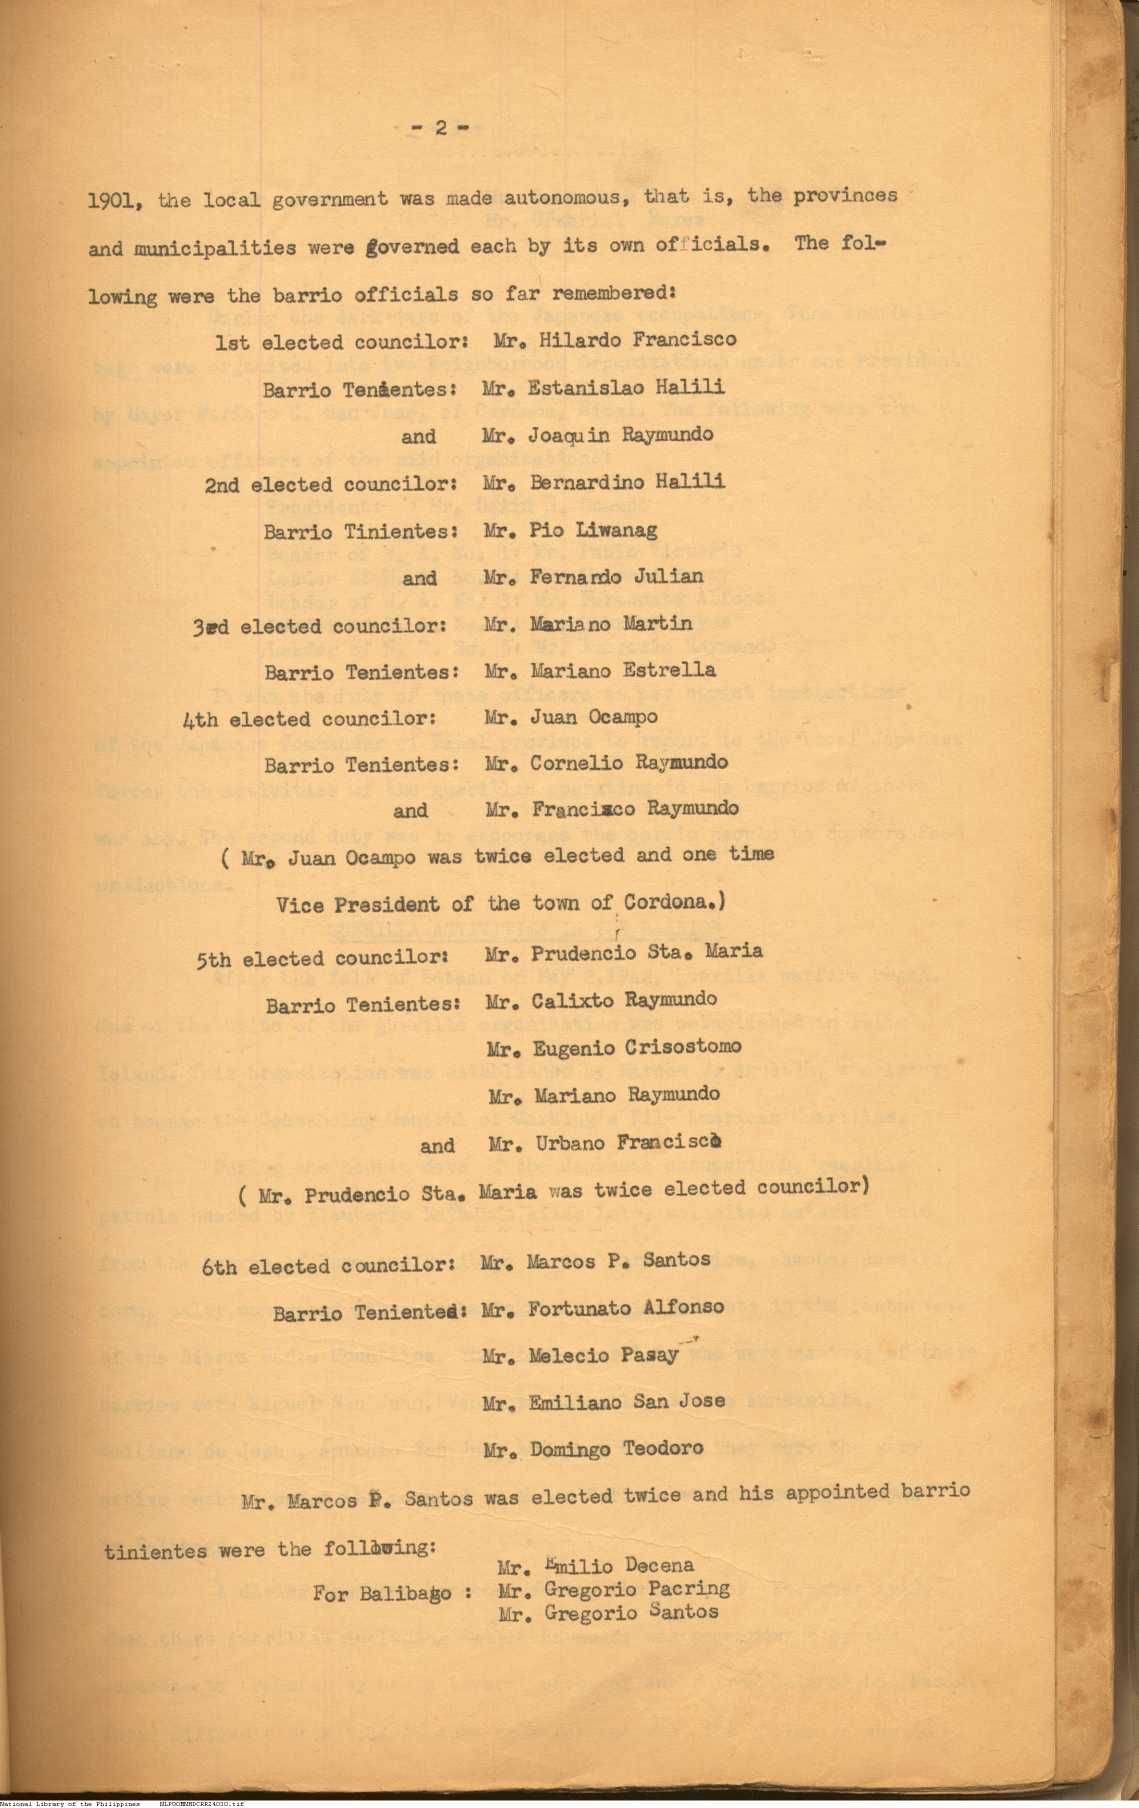 - 2 -
1901, the local government was made autonomous, that is, the provinces
and municipalities were governed each by its own officials. The fol-
lowing were the barrio officials so far remembered:
1st elected councilor: Mr. Hilardo Francisco
Barrio Tenientes: Mr. Estanislao Halili
and Mr. Joaquin Raymundo
2nd elected councilor: Mr. Bernardino Halili
Barrio Tinientes: Mr. Pio Liwanag
and Mr. Fernando Julian
3rd elected councilor: Mr. Mariano Martin
Barrio Tenientes: Mr. Mariano Estrella
4th elected councilor: Mr. Juan Ocampo
Barrio Tenientes: Mr. Cornelio Raymundo
and Mr. Francisco Raymundo
( Mr. Juan Ocampo was twice elected and one time
Vice President of the town of Cordona.)
5th elected councilor: Mr. Prudencio Sta. Maria
Barrio Tenientes: Mr. Calixto Raymundo
Mr. Eugenio Crisostomo
Mr. Mariano Raymundo
and Mr. Urbano Francisco
( Mr. Prudencio Sta. Maria was twice elected councilor)
6th elected councilor: Mr. Marcos P. Santos
Barrio Tenientes: Mr. Fortunato Alfonso
Mr. Melecio Pasay
Mr. Emiliano San Jose
Mr. Domingo Teodoro
Mr. Marcos P. Santos was elected twice and his appointed barrio
tinientes were the following:
Mr. Emilio Decena
For Balibago : Mr. Gregorio Pacring
Mr. Gregorio Santos
National Library of the Philippines NLPOOMNHDCRR24030.tif